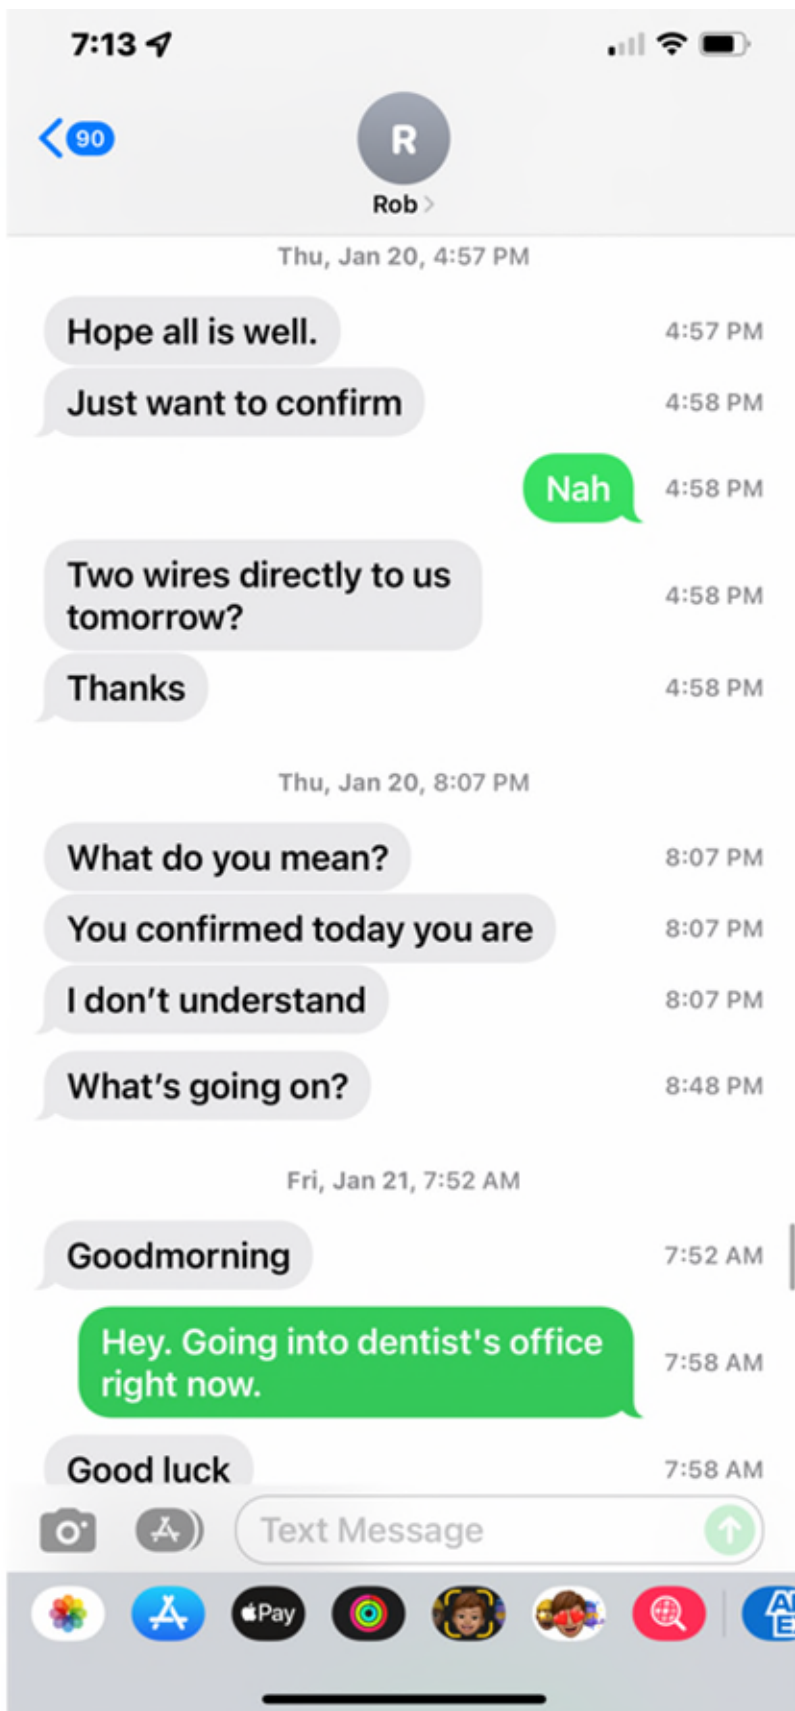 7:13
90
R
Rob
Thu, Jan 20, 4:57 PM
Hope all is well.
4:57 PM
Just want to confirm
4:58 PM
Nah
4:58 PM
Two wires directly to us
tomorrow?
4:58 PM
Thanks
4:58 PM
Thu, Jan 20, 8:07 PM
What do you mean?
8:07 PM
You confirmed today you are
8:07 PM
I don't understand
8:07 PM
What's going on?
8:48 PM
Fri, Jan 21, 7:52 AM
Goodmorning
7:52 AM
Hey. Going into dentist's office
right now.
7:58 AM
Good luck
7:58 AM
Text Message
Pay